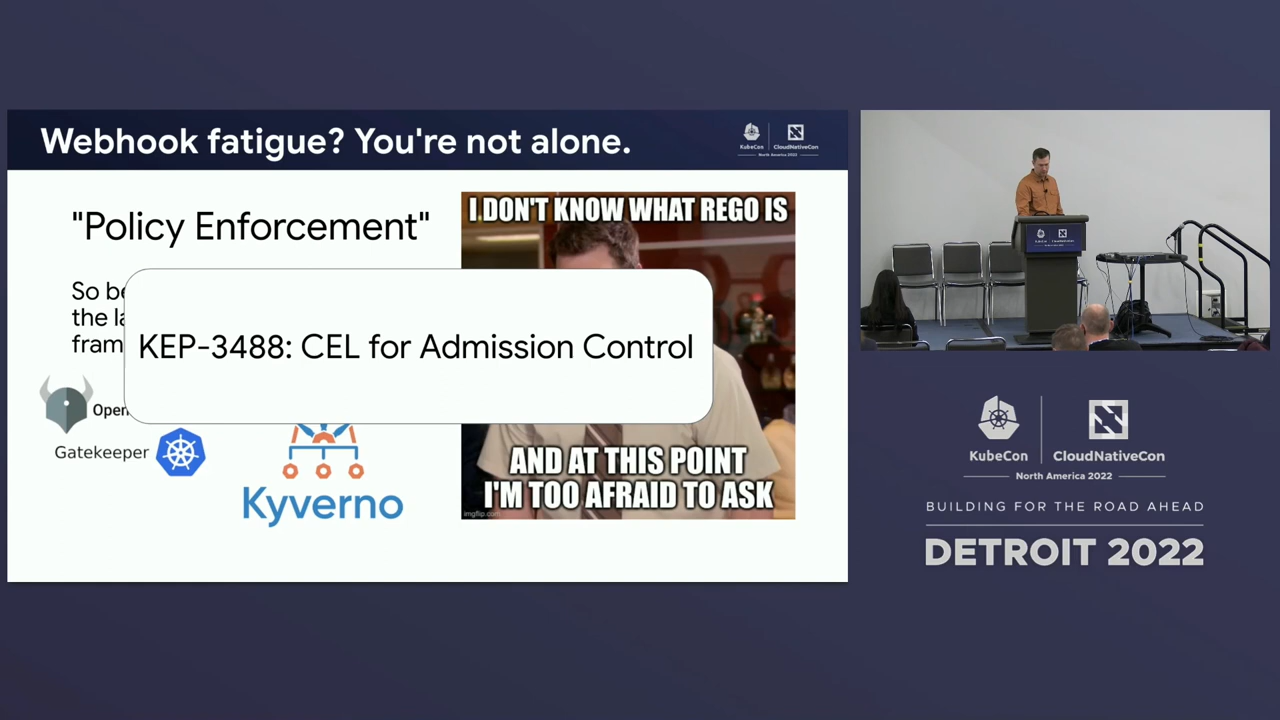 Webhook fatigue? You're not alone.
KubeCon
CloudNativeCon
North America 2022
"Policy Enforcement"
So be
the la
fram
KEP-3488: CEL for Admission Control
Open
Gatekeeper
Kyverno
I DON'T KNOW WHAT REGO IS
AND AT THIS POINT
I'M TOO AFRAID TO ASK
imgflip.com
KubeCon
CloudNativeCon
North America 2022
BUILDING FOR THE ROAD AHEAD
DETROIT 2022